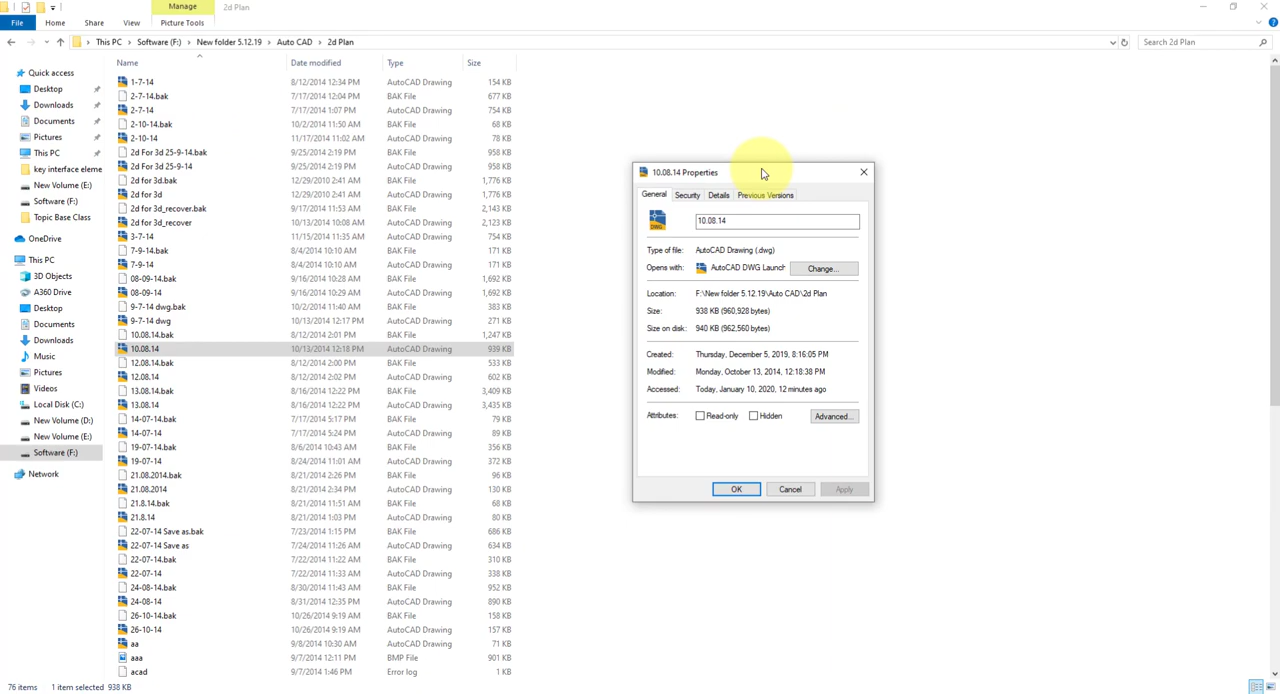 Manage 2d Plan
File Home Share View Picture Tools
This PC Software (F:) New folder 5.12.19 Auto CAD 2d Plan Search 2d Plan
Name Date modified Type Size
Quick access
Desktop
Downloads
Documents
Pictures
This PC
key interface eleme
New Volume (E:)
Software (F:)
Topic Base Class
OneDrive
This PC
3D Objects
A360 Drive
Desktop
Documents
Downloads
Music
Pictures
Videos
Local Disk (C:)
New Volume (D:)
New Volume (E:)
Software (F:)
Network
1-7-14 8/12/2014 12:34 PM AutoCAD Drawing 154 KB
2-7-14.bak 7/17/2014 12:04 PM BAK File 677 KB
2-7-14 7/17/2014 1:07 PM AutoCAD Drawing 754 KB
2-10-14.bak 10/2/2014 11:50 AM BAK File 68 KB
2-10-14 11/17/2014 11:02 AM AutoCAD Drawing 78 KB
2d For 3d 25-9-14.bak 9/25/2014 2:19 PM BAK File 958 KB
2d For 3d 25-9-14 9/25/2014 2:19 PM AutoCAD Drawing 958 KB
2d for 3d.bak 12/29/2010 2:41 AM BAK File 1,776 KB
2d for 3d 12/29/2010 2:41 AM AutoCAD Drawing 1,776 KB
2d for 3d_recover.bak 9/17/2014 11:53 AM BAK File 2,143 KB
2d for 3d_recover 10/13/2014 10:08 AM AutoCAD Drawing 2,123 KB
3-7-14 11/15/2014 11:35 AM AutoCAD Drawing 754 KB
7-9-14.bak 8/4/2014 10:10 AM BAK File 171 KB
7-9-14 8/4/2014 10:10 AM AutoCAD Drawing 171 KB
08-09-14.bak 9/16/2014 10:28 AM BAK File 1,692 KB
08-09-14 9/16/2014 10:29 AM AutoCAD Drawing 1,692 KB
9-7-14 dwg.bak 10/2/2014 11:40 AM BAK File 383 KB
9-7-14 dwg 10/13/2014 12:17 PM AutoCAD Drawing 271 KB
10.08.14.bak 8/12/2014 2:01 PM BAK File 1,247 KB
10.08.14 10/13/2014 12:18 PM AutoCAD Drawing 939 KB
12.08.14.bak 8/12/2014 2:00 PM BAK File 533 KB
12.08.14 8/12/2014 2:02 PM AutoCAD Drawing 602 KB
13.08.14.bak 8/16/2014 12:22 PM BAK File 3,409 KB
13.08.14 8/16/2014 12:22 PM AutoCAD Drawing 3,435 KB
14-07-14.bak 7/17/2014 5:17 PM BAK File 79 KB
14-07-14 7/17/2014 5:24 PM AutoCAD Drawing 89 KB
19-07-14.bak 8/6/2014 10:43 AM BAK File 356 KB
19-07-14 8/24/2014 11:01 AM AutoCAD Drawing 372 KB
21.08.2014.bak 8/21/2014 2:26 PM BAK File 96 KB
21.08.2014 8/21/2014 2:34 PM AutoCAD Drawing 130 KB
21.8.14.bak 8/21/2014 11:51 AM BAK File 68 KB
21.8.14 8/21/2014 1:03 PM AutoCAD Drawing 80 KB
22-07-14 Save as.bak 7/23/2014 1:15 PM BAK File 686 KB
22-07-14 Save as 7/24/2014 11:26 AM AutoCAD Drawing 634 KB
22-07-14.bak 7/22/2014 11:22 AM BAK File 310 KB
22-07-14 7/22/2014 11:33 AM AutoCAD Drawing 338 KB
24-08-14.bak 8/30/2014 11:43 AM BAK File 952 KB
24-08-14 8/31/2014 12:35 PM AutoCAD Drawing 890 KB
26-10-14.bak 10/26/2014 9:19 AM BAK File 158 KB
26-10-14 10/26/2014 9:19 AM AutoCAD Drawing 157 KB
aa 9/8/2014 10:30 AM AutoCAD Drawing 71 KB
aaa 9/7/2014 12:11 PM BMP File 901 KB
acad 9/7/2014 1:46 PM Error log 1 KB
10.08.14 Properties
General Security Details Previous Versions
DWG 10.08.14
Type of file: AutoCAD Drawing (.dwg)
Opens with: AutoCAD DWG Launch Change...
Location: F:\New folder 5.12.19\Auto CAD\2d Plan
Size: 938 KB (960,928 bytes)
Size on disk: 940 KB (962,560 bytes)
Created: Thursday, December 5, 2019, 8:16:05 PM
Modified: Monday, October 13, 2014, 12:18:38 PM
Accessed: Today, January 10, 2020, 12 minutes ago
Attributes: Read-only Hidden Advanced...
OK Cancel Apply
76 items 1 item selected 938 KB